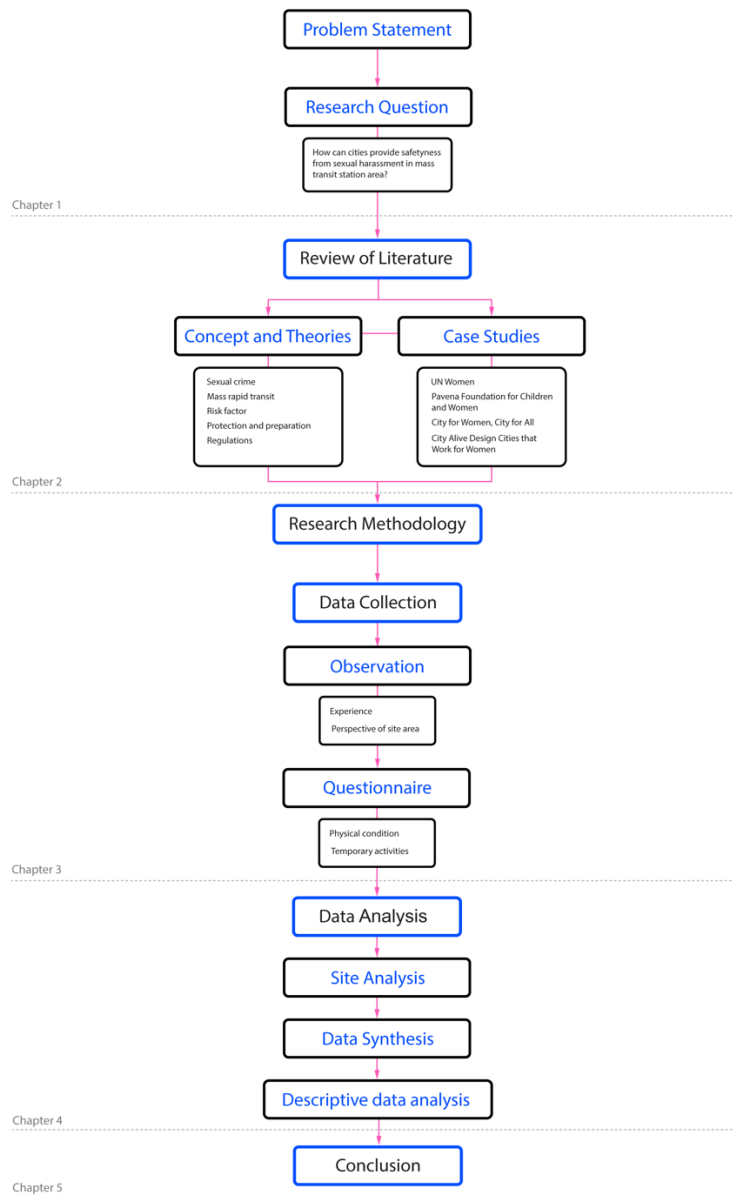 Problem Statement
Research Question
How can cities provide safetyness
from sexual harassment in mass
transit station area?
Chapter 1
Review of Literature
Concept and Theories
Case Studies
Sexual crime
Mass rapid transit
Risk factor
Protection and preparation
Regulations
UN Women
Pavena Foundation for Children
and Women
City for Women, City for All
City Alive Design Cities that
Work for Women
Chapter 2
Research Methodology
Data Collection
Observation
Experience
Perspective of site area
Questionnaire
Physical condition
Temporary activities
Chapter 3
Data Analysis
Site Analysis
Data Synthesis
Descriptive data analysis
Chapter 4
Conclusion
Chapter 5